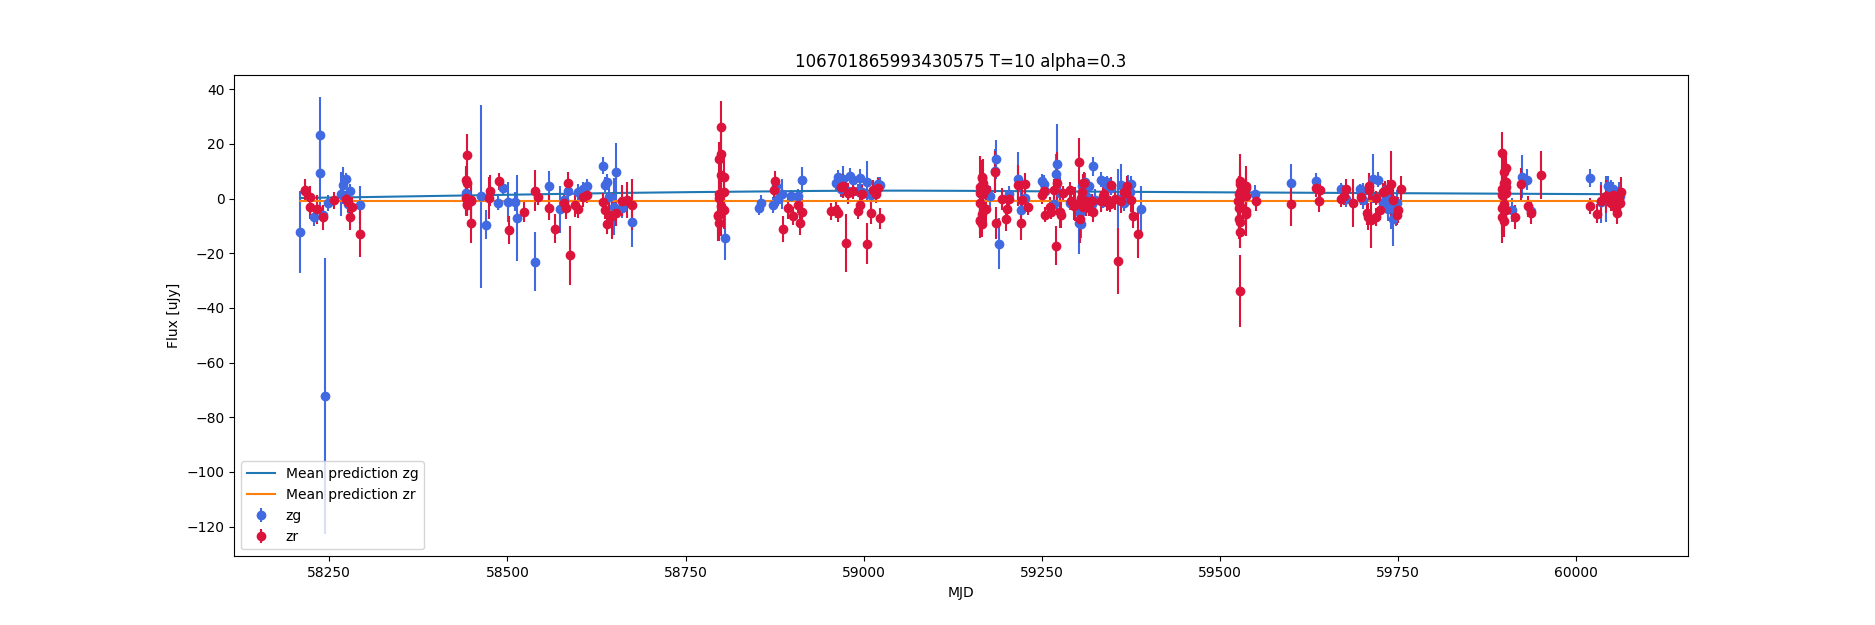 106701865993430575 T=10 alpha=0.3
40
20
0
−20
−40
−60
−80
−100
−120
Flux [uJy]
Mean prediction zg
Mean prediction zr
zg
zr
58250 58500 58750 59000 59250 59500 59750 60000
MJD